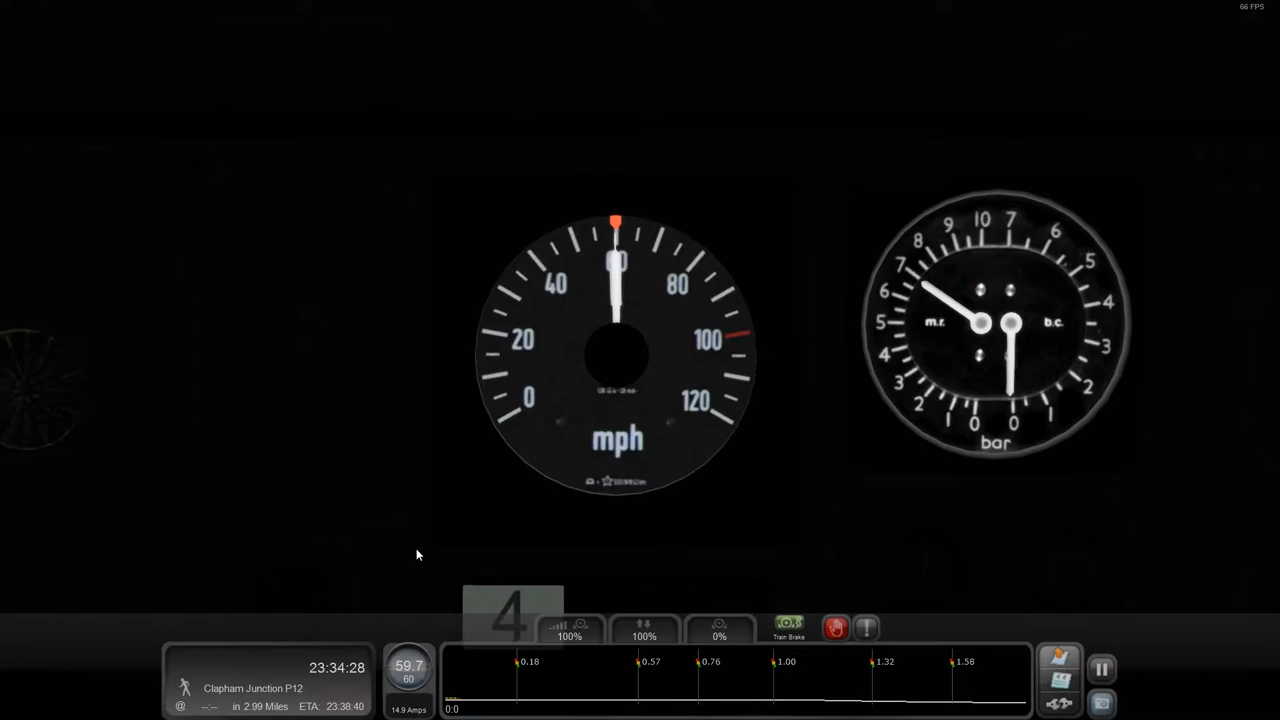 66 FPS
40
60
80
20
100
0
120
mph
8 9 10 7 6
7 5
6 4
5 m.r. b.c.
4 3
3 2
2 1 0 0 1
bar
4
100%
100%
0%
Train Brake
23:34:28
Clapham Junction P12
@ --:-- in 2.99 Miles ETA: 23:38:40
59.7
60
14.9 Amps
0.18 0.57 0.76 1.00 1.32 1.58
0:0